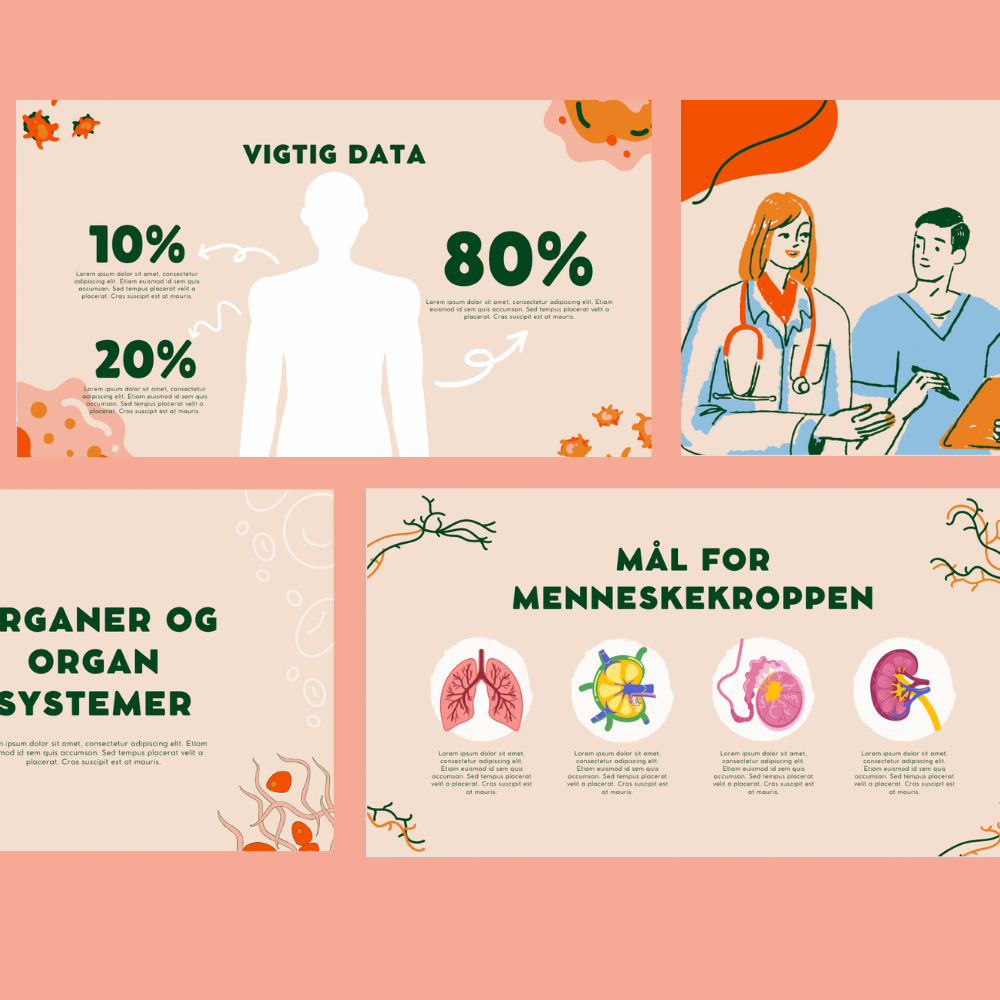 VIGTIG DATA
10%
Lorem ipsum dolor sit amet, consectetur
adipiscing elit. Etiam euismod id sem quis
accumsan. Sed tempus placerat velit a
placerat. Cras suscipit est at mauris.
20%
Lorem ipsum dolor sit amet, consectetur
adipiscing elit. Etiam euismod id sem quis
accumsan. Sed tempus placerat velit a
placerat. Cras suscipit est at mauris.
80%
Lorem ipsum dolor sit amet, consectetur adipiscing elit. Etiam
euismod id sem quis accumsan. Sed tempus placerat velit a
placerat. Cras suscipit est at mauris.
RGANER OG
ORGAN
SYSTEMER
m ipsum dolor sit amet, consectetur adipiscing elit. Etiam
mod id sem quis accumsan. Sed tempus placerat velit a
placerat. Cras suscipit est at mauris.
MÅL FOR
MENNESKEKROPPEN
Lorem ipsum dolor sit amet,
consectetur adipiscing elit.
Etiam euismod id sem quis
accumsan. Sed tempus placerat
velit a placerat. Cras suscipit est
at mauris.
Lorem ipsum dolor sit amet,
consectetur adipiscing elit.
Etiam euismod id sem quis
accumsan. Sed tempus placerat
velit a placerat. Cras suscipit est
at mauris.
Lorem ipsum dolor sit amet,
consectetur adipiscing elit.
Etiam euismod id sem quis
accumsan. Sed tempus placerat
velit a placerat. Cras suscipit est
at mauris.
Lorem ipsum dolor sit amet,
consectetur adipiscing elit.
Etiam euismod id sem quis
accumsan. Sed tempus placerat
velit a placerat. Cras suscipit est
at mauris.